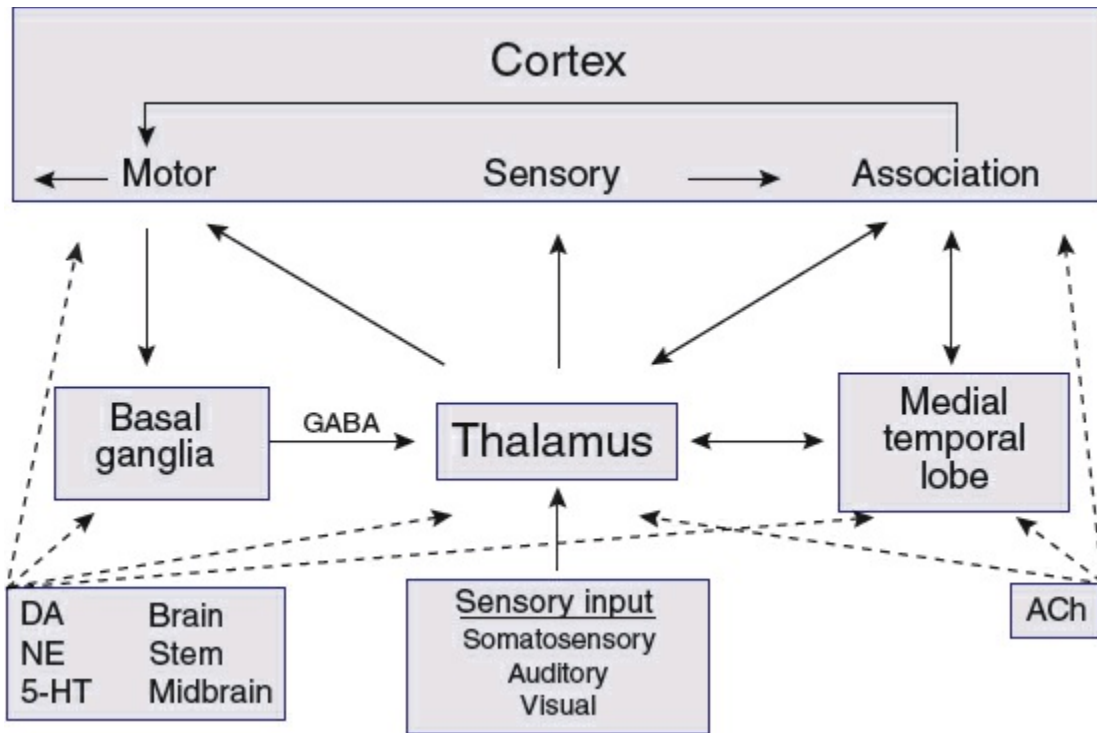 Cortex
Motor
Sensory
Association
Basal
ganglia
GABA
Thalamus
Medial
temporal
lobe
DA Brain
NE Stem
5-HT Midbrain
Sensory input
Somatosensory
Auditory
Visual
ACh